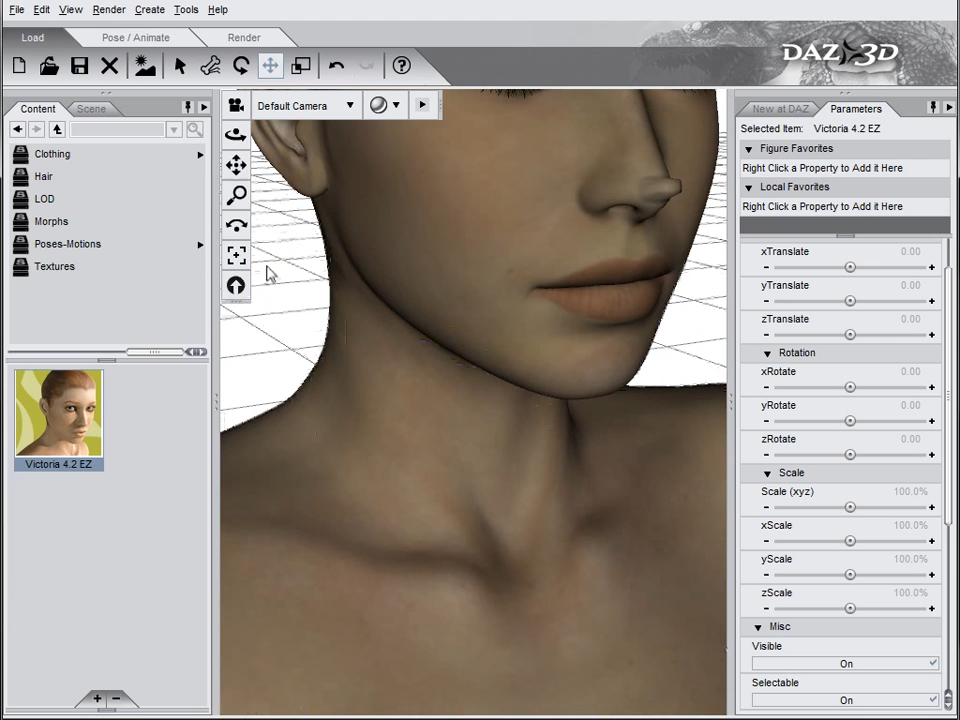 File Edit View Render Create Tools Help
Load Pose / Animate Render
DAZ 3D
Content Scene
Default Camera
New at DAZ Parameters
Selected Item: Victoria 4.2 EZ
Clothing
Hair
LOD
Morphs
Poses-Motions
Textures
Victoria 4.2 EZ
Figure Favorites
Right Click a Property to Add it Here
Local Favorites
Right Click a Property to Add it Here
xTranslate 0.00
yTranslate 0.00
zTranslate 0.00
Rotation
xRotate 0.00
yRotate 0.00
zRotate 0.00
Scale
Scale (xyz) 100.0%
xScale 100.0%
yScale 100.0%
zScale 100.0%
Misc
Visible
On
Selectable
On